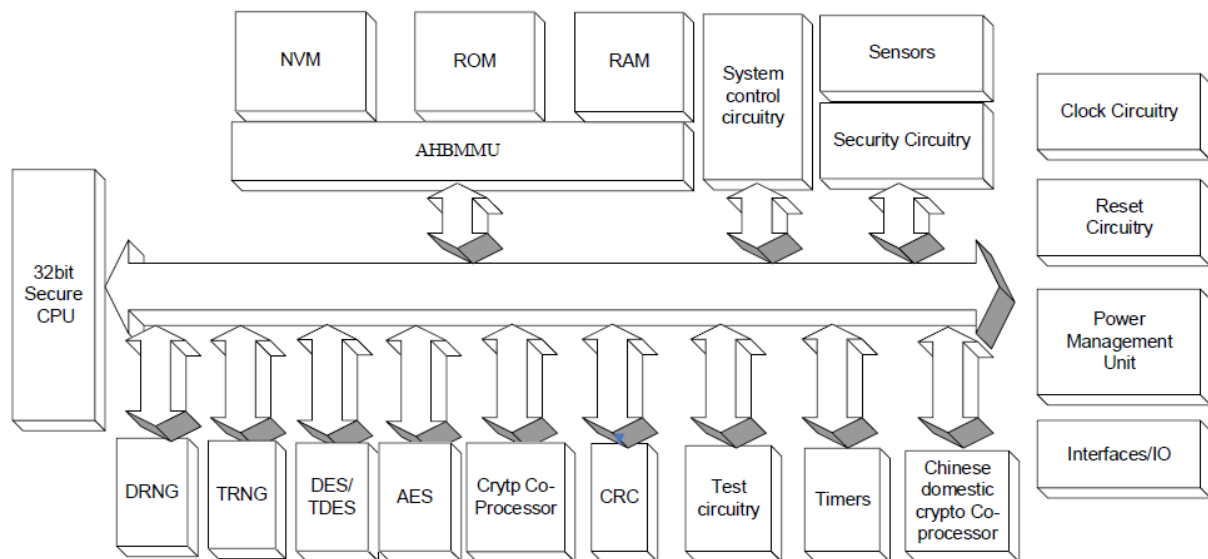 NVM
ROM
RAM
System
control
circuitry
Sensors
Security Circuitry
AHBMMU
Clock Circuitry
Reset
Circuitry
Power
Management
Unit
Interfaces/IO
32bit
Secure
CPU
DRNG
TRNG
DES/
TDES
AES
Crytp Co-
Processor
CRC
Test
circuitry
Timers
Chinese
domestic
crypto Co-
processor